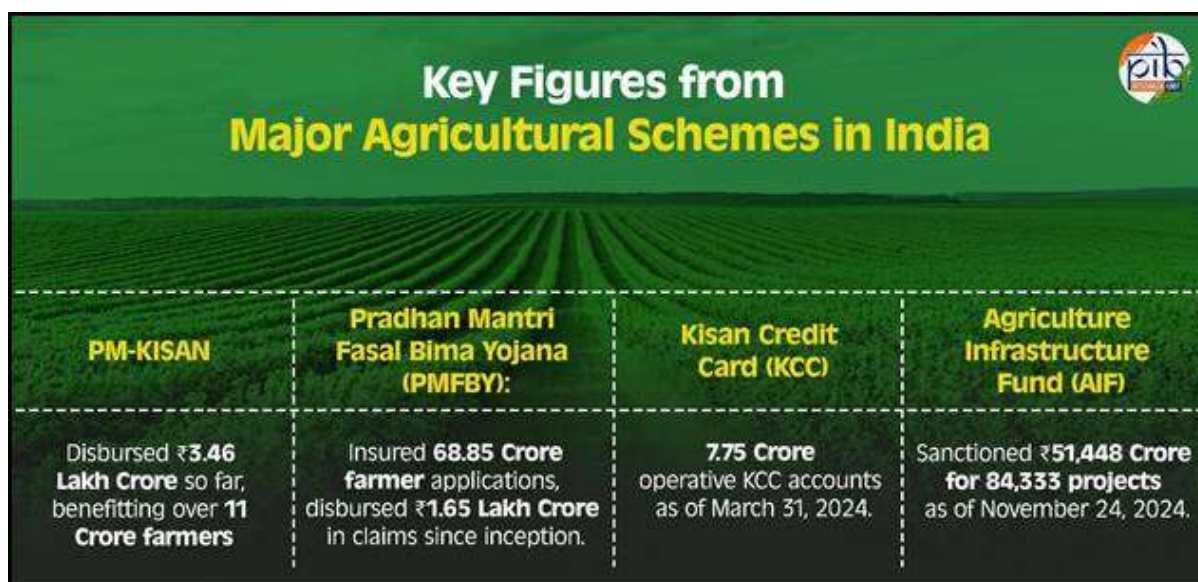 pib
Key Figures from
Major Agricultural Schemes in India
PM-KISAN
Pradhan Mantri
Fasal Bima Yojana
(PMFBY):
Kisan Credit
Card (KCC)
Agriculture
Infrastructure
Fund (AIF)
Disbursed ₹3.46
Lakh Crore so far,
benefitting over 11
Crore farmers
Insured 68.85 Crore
farmer applications,
disbursed ₹1.65 Lakh Crore
in claims since inception.
7.75 Crore
operative KCC accounts
as of March 31, 2024.
Sanctioned ₹51,448 Crore
for 84,333 projects
as of November 24, 2024.